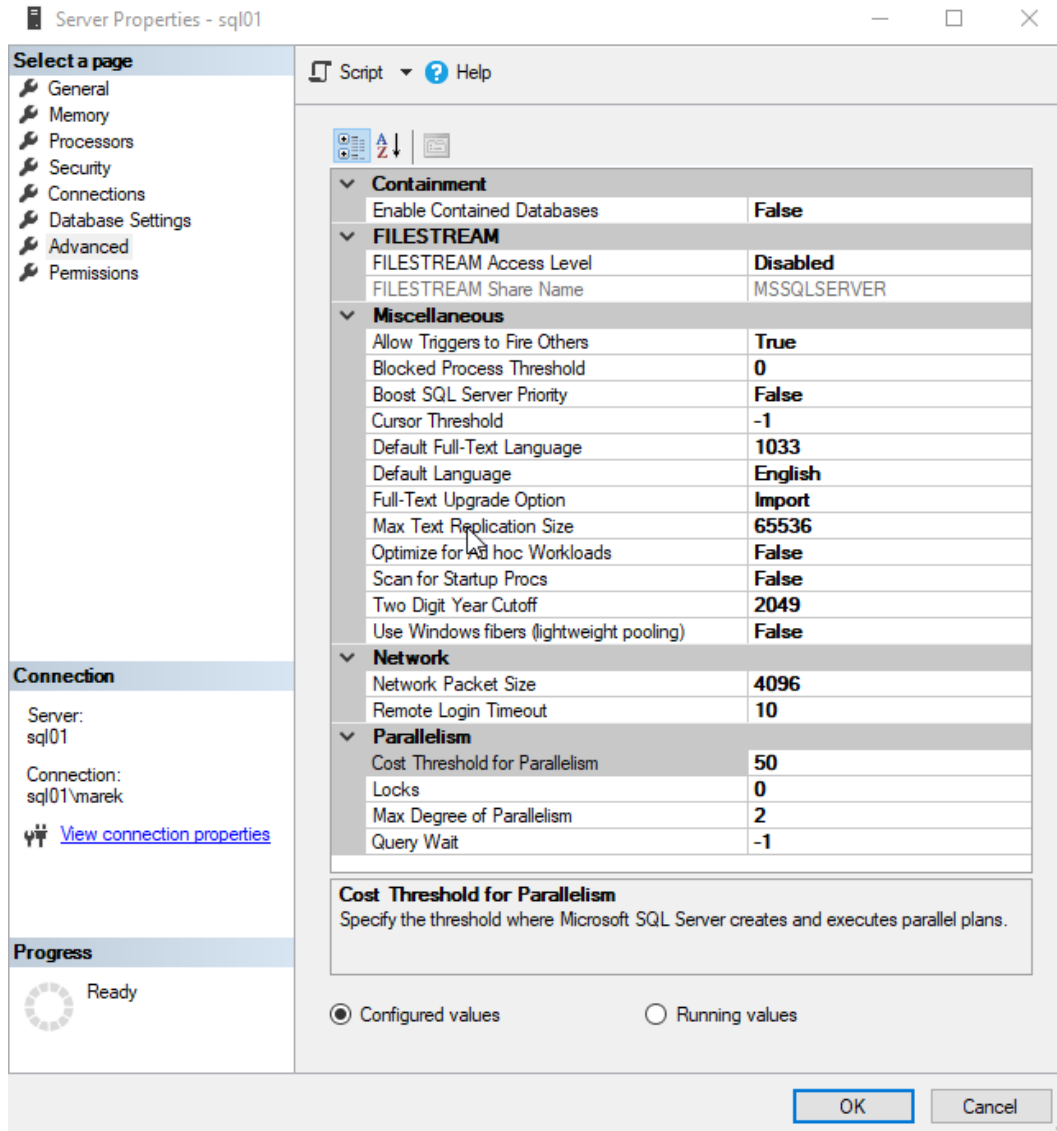 Server Properties - sql01
Select a page
General
Memory
Processors
Security
Connections
Database Settings
Advanced
Permissions
Connection
Server:
sql01
Connection:
sql01\marek
View connection properties
Progress
Ready
Script Help
Containment
Enable Contained Databases False
FILESTREAM
FILESTREAM Access Level Disabled
FILESTREAM Share Name MSSQLSERVER
Miscellaneous
Allow Triggers to Fire Others True
Blocked Process Threshold 0
Boost SQL Server Priority False
Cursor Threshold -1
Default Full-Text Language 1033
Default Language English
Full-Text Upgrade Option Import
Max Text Replication Size 65536
Optimize for Ad hoc Workloads False
Scan for Startup Procs False
Two Digit Year Cutoff 2049
Use Windows fibers (lightweight pooling) False
Network
Network Packet Size 4096
Remote Login Timeout 10
Parallelism
Cost Threshold for Parallelism 50
Locks 0
Max Degree of Parallelism 2
Query Wait -1
Cost Threshold for Parallelism
Specify the threshold where Microsoft SQL Server creates and executes parallel plans.
Configured values Running values
OK Cancel